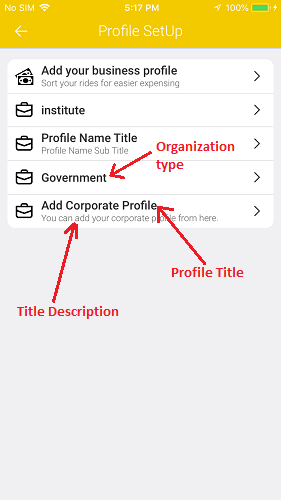 No SIM 5:17 PM 100%
Profile SetUp
Add your business profile
Sort your rides for easier expensing
institute
Profile Name Title
Profile Name Sub Title
Organization
type
Government
Add Corporate Profile
You can add your corporate profile from here.
Profile Title
Title Description